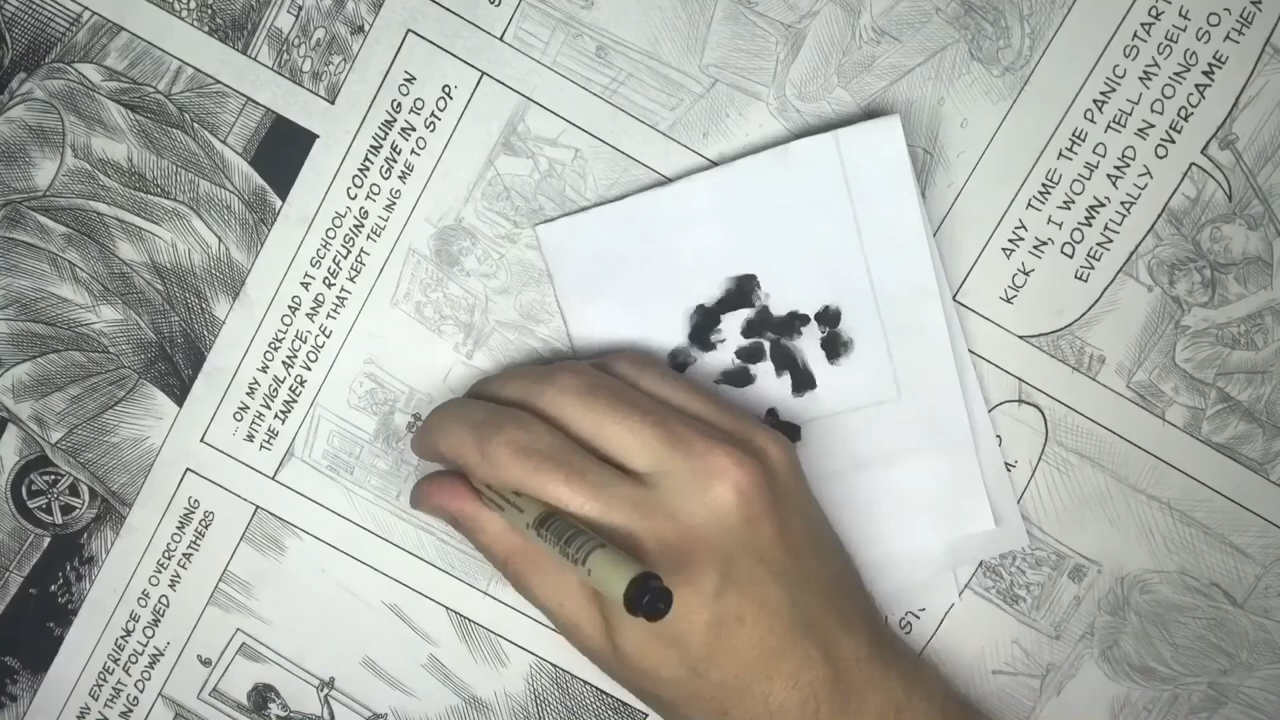 ...ON MY WORKLOAD AT SCHOOL, CONTINUING ON
WITH VIGILANCE, AND REFUSING TO GIVE IN TO
THE INNER VOICE THAT KEPT TELLING ME TO STOP.
ANY TIME THE PANIC START
KICK IN, I WOULD TELL MYSELF
DOWN, AND IN DOING SO,
EVENTUALLY OVERCAME THEM
MY EXPERIENCE OF OVERCOMING
THAT FOLLOWED MY FATHERS
ING DOWN...
6
ST.